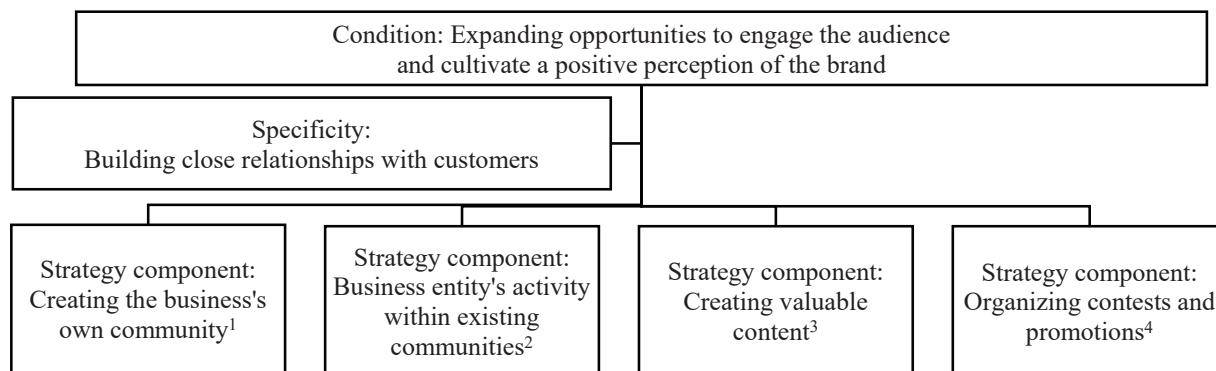 Condition: Expanding opportunities to engage the audience
and cultivate a positive perception of the brand
Specificity:
Building close relationships with customers
Strategy component:
Creating the business's
own community¹
Strategy component:
Business entity's activity
within existing
communities²
Strategy component:
Creating valuable
content³
Strategy component:
Organizing contests and
promotions⁴